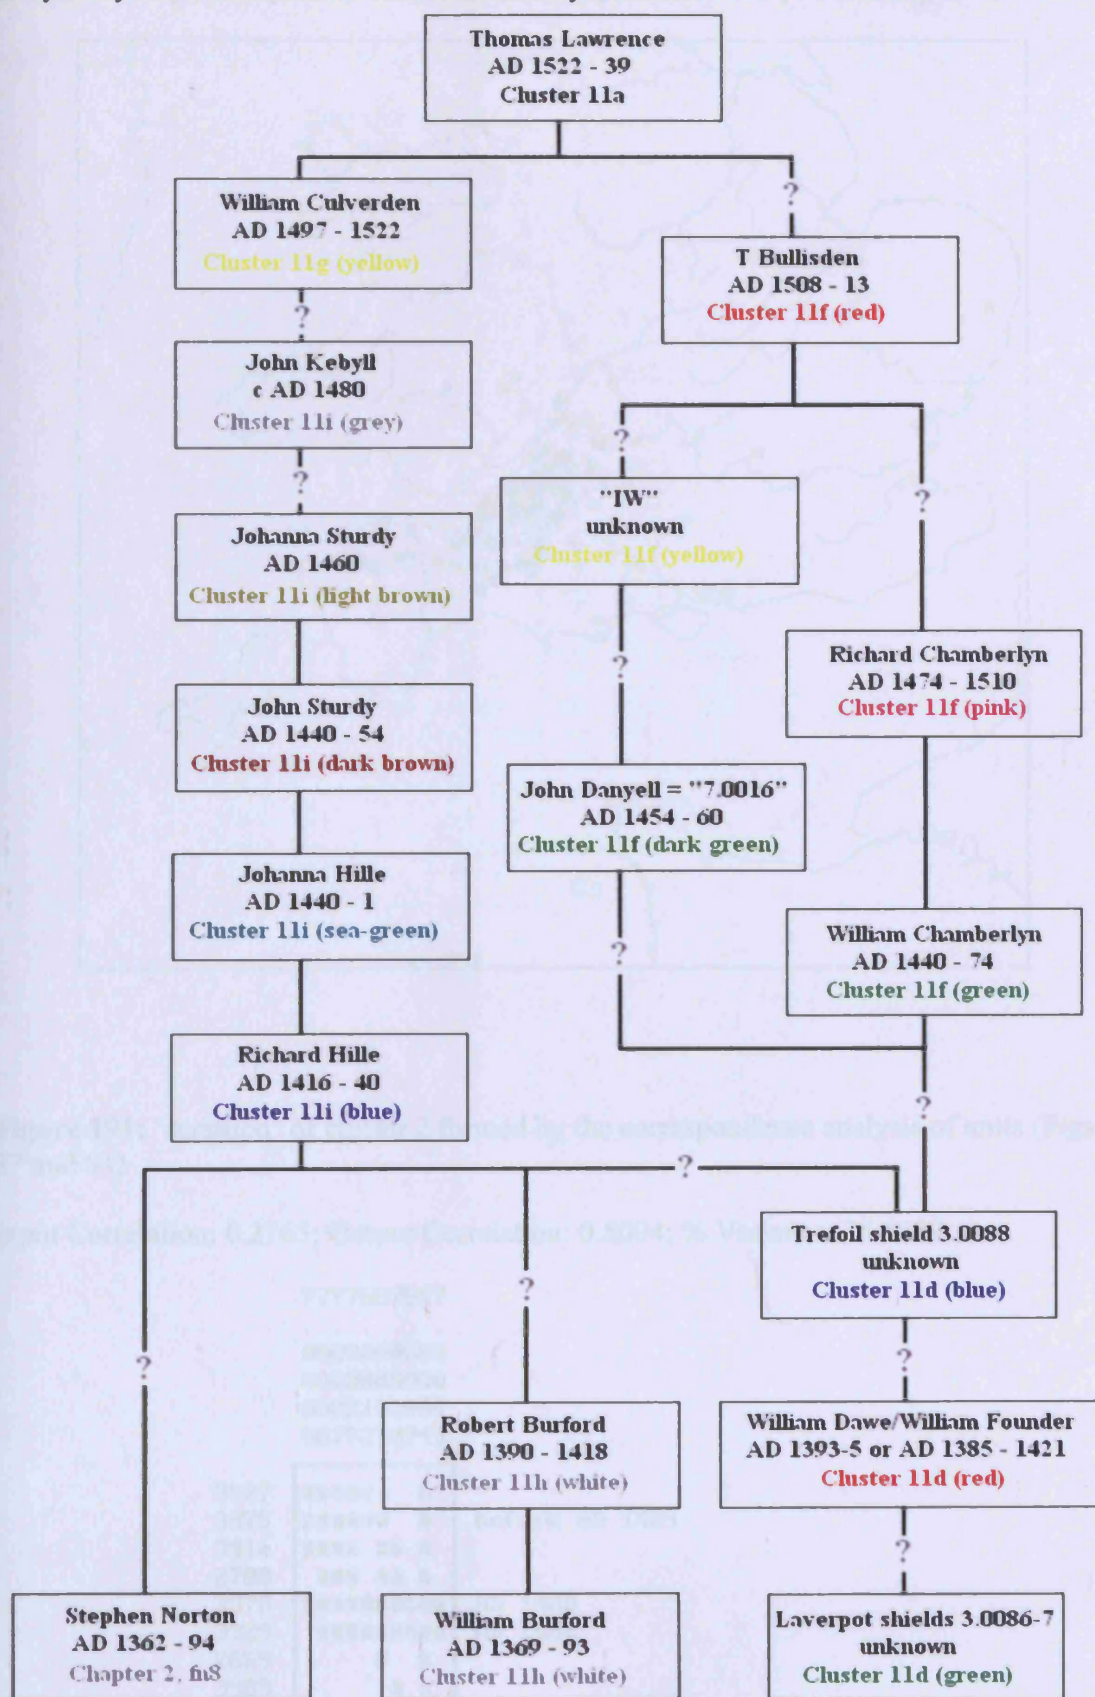 Thomas Lawrence
AD 1522 - 39
Cluster 11a
William Culverden
AD 1497 - 1522
Cluster 11g (yellow)
?
T Bullisden
AD 1508 - 13
Cluster 11f (red)
?
John Kebyll
c AD 1480
Cluster 11i (grey)
?
"IW"
unknown
Cluster 11f (yellow)
?
?
Johanna Sturdy
AD 1460
Cluster 11i (light brown)
?
Richard Chamberlyn
AD 1474 - 1510
Cluster 11f (pink)
John Sturdy
AD 1440 - 54
Cluster 11i (dark brown)
John Danyell = "7.0016"
AD 1454 - 60
Cluster 11f (dark green)
?
Johanna Hille
AD 1440 - 1
Cluster 11i (sea-green)
William Chamberlyn
AD 1440 - 74
Cluster 11f (green)
Richard Hille
AD 1416 - 40
Cluster 11i (blue)
?
?
Trefoil shield 3.0088
unknown
Cluster 11d (blue)
?
?
?
Robert Burford
AD 1390 - 1418
Cluster 11h (white)
William Dawe/William Founder
AD 1393-5 or AD 1385 - 1421
Cluster 11d (red)
?
Stephen Norton
AD 1362 - 94
Chapter 2, fn8
William Burford
AD 1369 - 93
Cluster 11h (white)
Laverpot shields 3.0086-7
unknown
Cluster 11d (green)